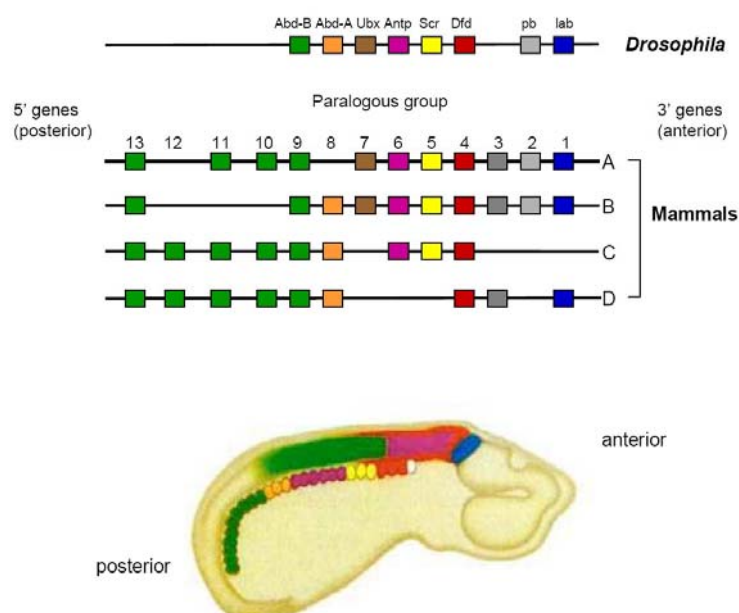 Abd-B Abd-A Ubx Antp Scr Dfd pb lab
Drosophila
Paralogous group
5' genes
(posterior)
3' genes
(anterior)
13 12 11 10 9 8 7 6 5 4 3 2 1
A
B
Mammals
C
D
anterior
posterior